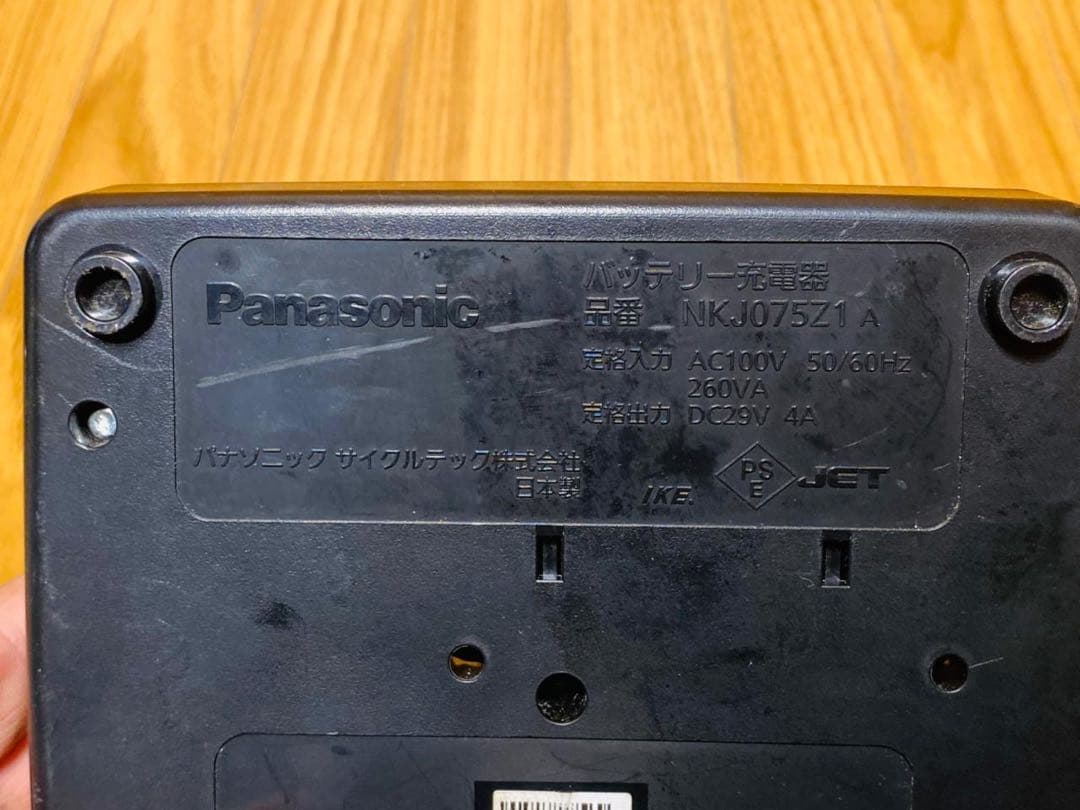 Panasonic
バッテリー充電器
品番 NKJ075Z1 A
定格入力 AC100V 50/60Hz
260VA
定格出力 DC29V 4A
パナソニック サイクルテック株式会社
日本製
IKE.
PS
E
JET